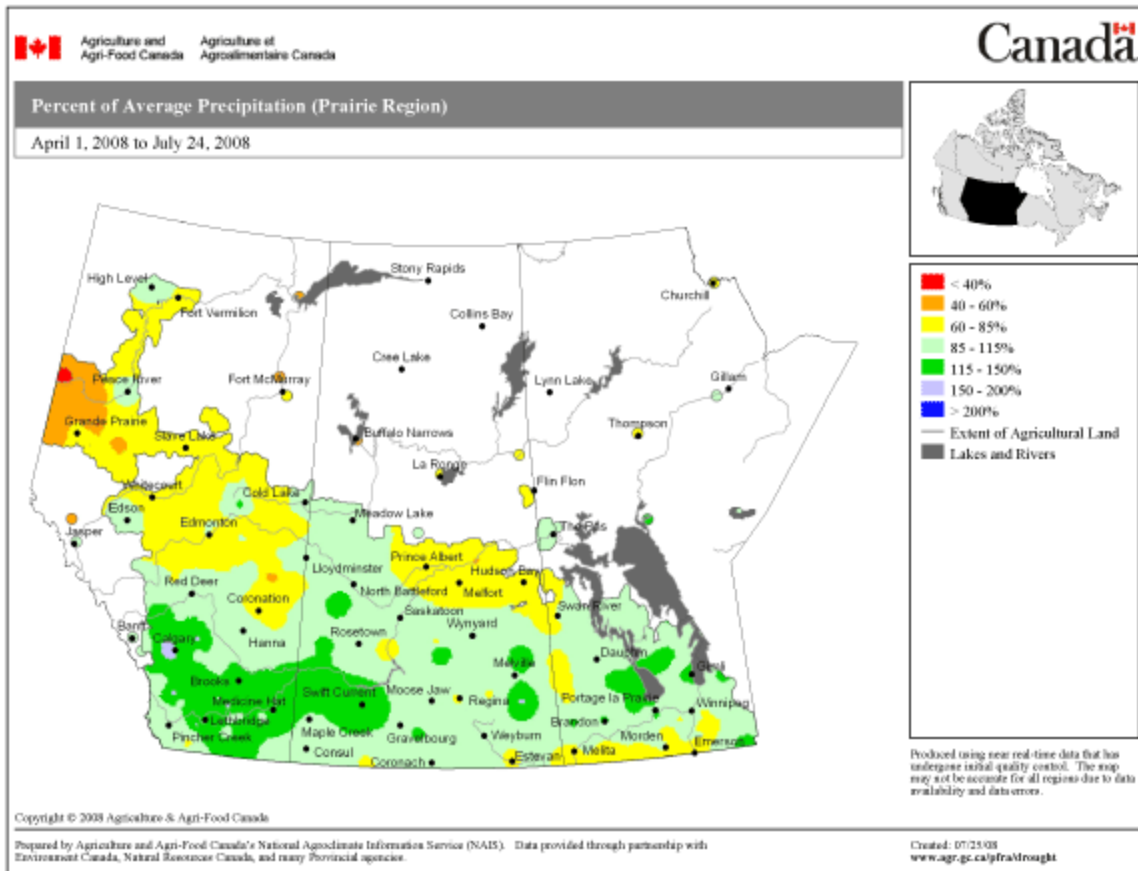 Agriculture and Agriculture et
Agri-Food Canada Agroalimentaire Canada
Canada
Percent of Average Precipitation (Prairie Region)
April 1, 2008 to July 24, 2008
High Level
Fort Vermilion
Stony Rapids
Churchill
Collins Bay
Cree Lake
Peace River
Fort McMurray
Lynn Lake
Gillam
Grande Prairie
Slave Lake
Buffalo Narrows
Thompson
La Ronge
Whitecourt
Cold Lake
Flin Flon
Edson
Edmonton
Meadow Lake
Jasper
The Pas
Prince Albert
Lloydminster
Hudson Bay
Red Deer
North Battleford
Melfort
Coronation
Saskatoon
Swan River
Banff
Calgary
Hanna
Rosetown
Wynyard
Dauphin
Gimli
Melville
Brooks
Swift Current
Moose Jaw
Medicine Hat
Regina
Portage la Prairie
Winnipeg
Lethbridge
Brandon
Pincher Creek
Maple Creek
Gravelbourg
Weyburn
Morden
Emerson
Consul
Coronach
Estevan
Melita
< 40%
40 - 60%
60 - 85%
85 - 115%
115 - 150%
150 - 200%
> 200%
Extent of Agricultural Land
Lakes and Rivers
Produced using near real-time data that has
undergone initial quality control. The map
may not be accurate for all regions due to data
availability and data errors.
Copyright © 2008 Agriculture & Agri-Food Canada
Prepared by Agriculture and Agri-Food Canada's National Agroclimate Information Service (NAIS). Data provided through partnership with
Environment Canada, Natural Resources Canada, and many Provincial agencies.
Created: 07/25/08
www.agr.gc.ca/pfra/drought